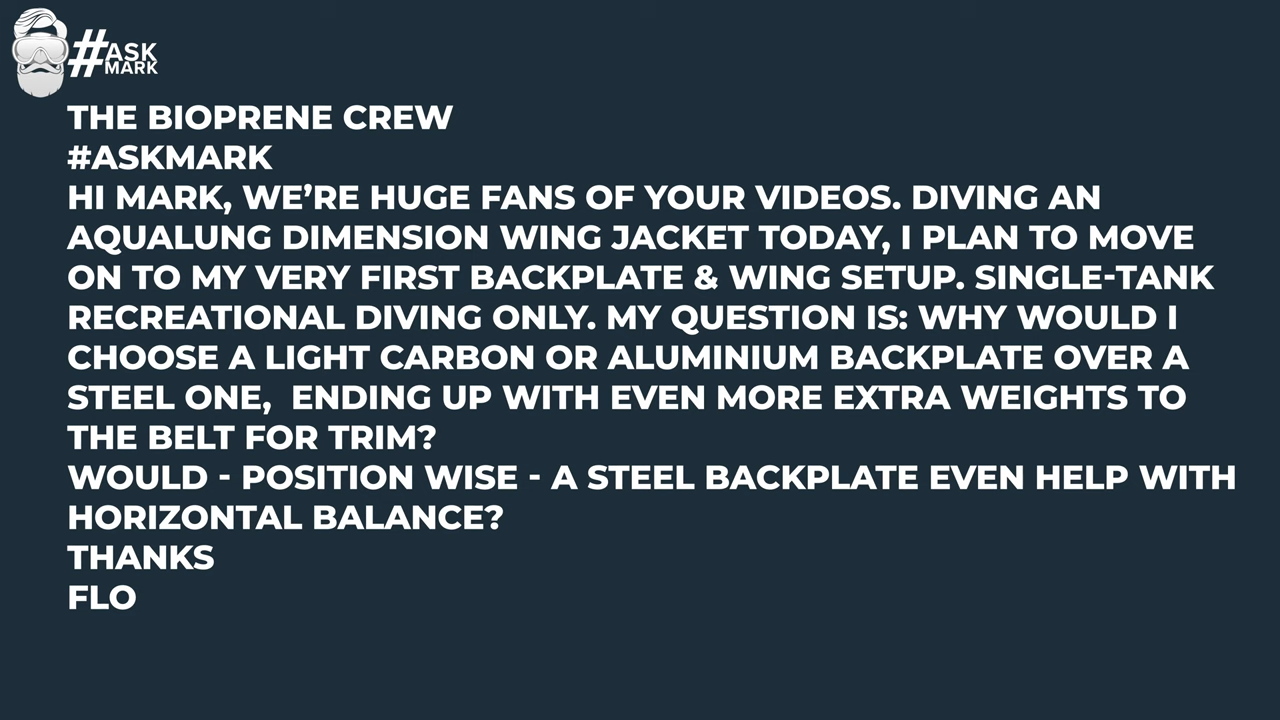 #ASK
MARK
THE BIOPRENE CREW
#ASKMARK
HI MARK, WE’RE HUGE FANS OF YOUR VIDEOS. DIVING AN
AQUALUNG DIMENSION WING JACKET TODAY, I PLAN TO MOVE
ON TO MY VERY FIRST BACKPLATE & WING SETUP. SINGLE-TANK
RECREATIONAL DIVING ONLY. MY QUESTION IS: WHY WOULD I
CHOOSE A LIGHT CARBON OR ALUMINIUM BACKPLATE OVER A
STEEL ONE,  ENDING UP WITH EVEN MORE EXTRA WEIGHTS TO
THE BELT FOR TRIM?
WOULD - POSITION WISE - A STEEL BACKPLATE EVEN HELP WITH
HORIZONTAL BALANCE?
THANKS
FLO